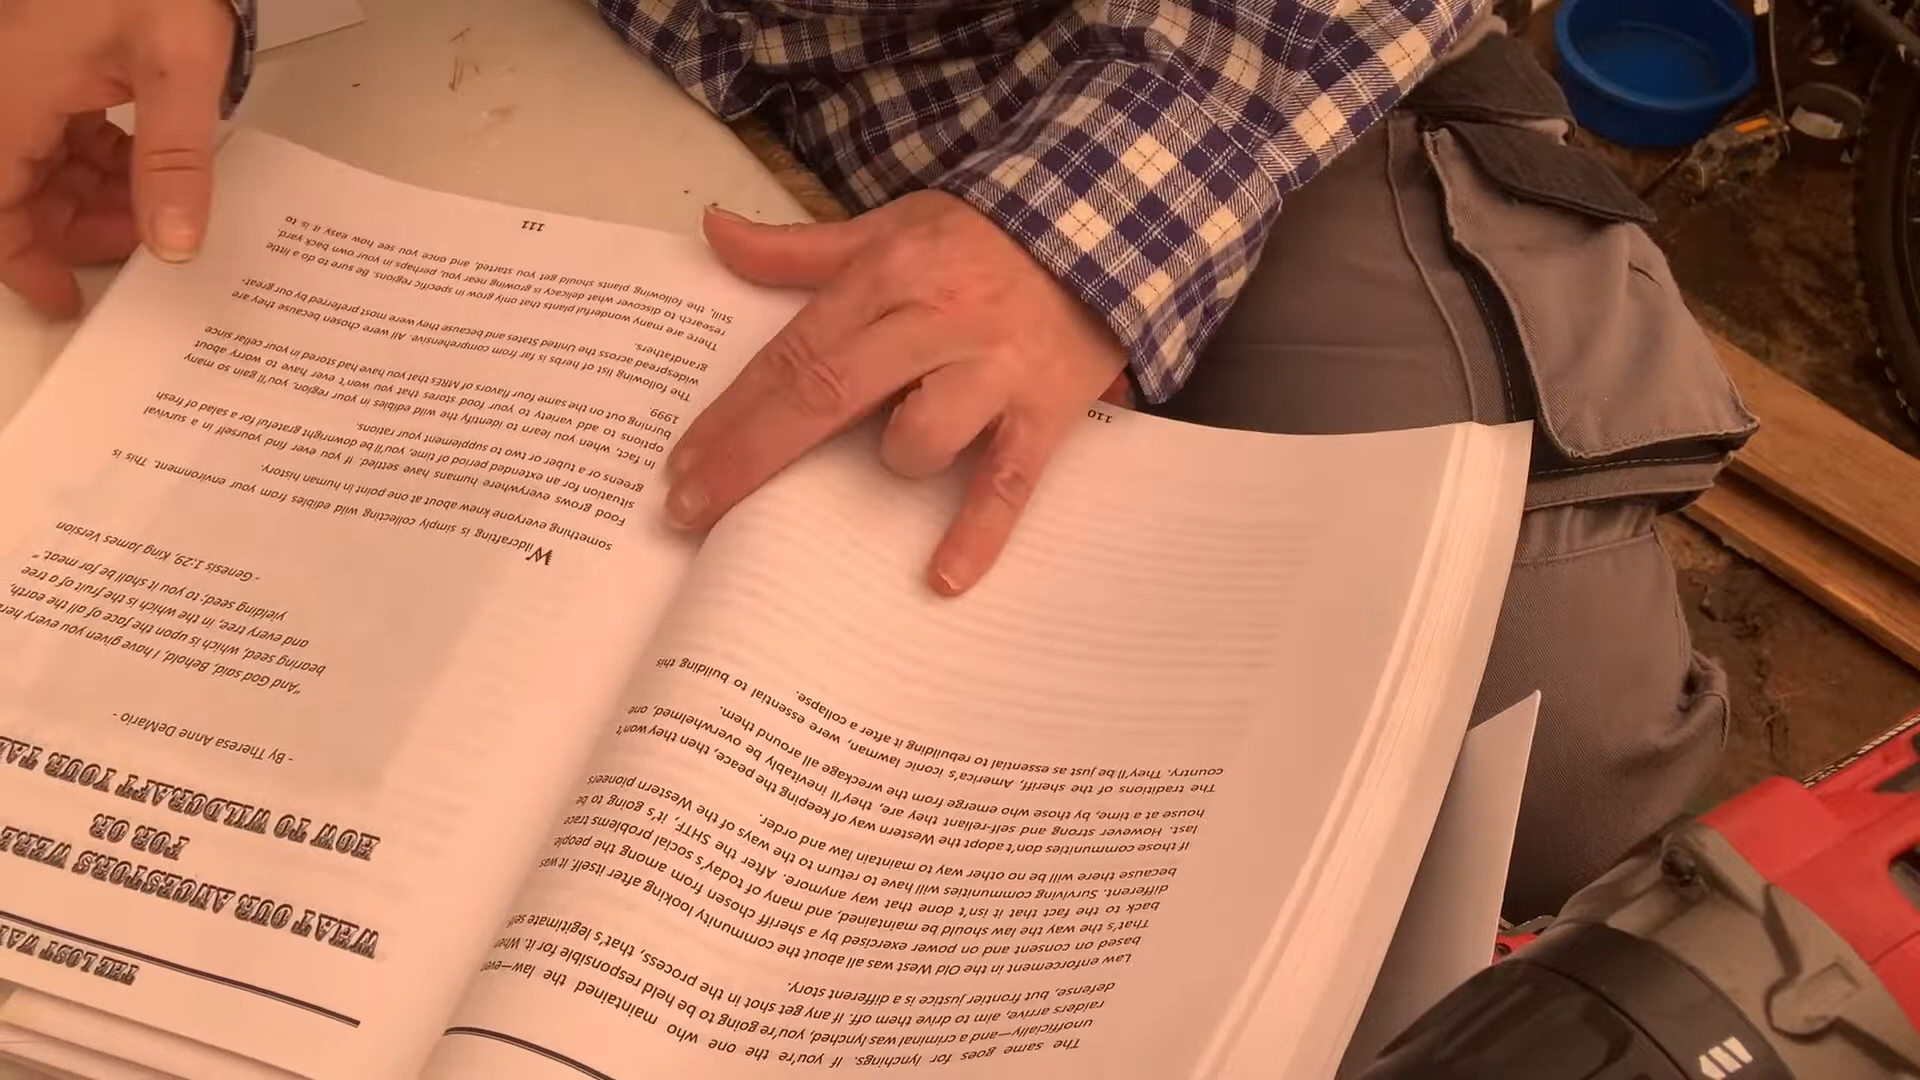 The same goes for lynchings. If you're the one who maintained the law—even
unofficially—and a criminal was lynched, you're going to be held responsible for it. When
raiders arrive, aim to drive them off. If any get shot in the process, that's legitimate self-
defense, but frontier justice is a different story.
Law enforcement in the Old West was all about the community looking after itself. It was
based on consent and on power exercised by a sheriff chosen from among the people.
That's the way the law should be maintained, and many of today's social problems trace
back to the fact that it isn't done that way anymore. After the SHTF, it's going to be
different. Surviving communities will have to return to the ways of the Western pioneers
because there will be no other way to maintain law and order.
If those communities don't adopt the Western way of keeping the peace, then they won't
last. However strong and self-reliant they are, they'll inevitably be overwhelmed, one
house at a time, by those who emerge from the wreckage all around them.
The traditions of the sheriff, America's iconic lawman, were essential to building this
country. They'll be just as essential to rebuilding it after a collapse.
110
THE LOST
WHAT OUR ANCESTORS WERE
FOR OR
HOW TO WILDCRAFT YOUR
- By Theresa Anne DeMario -
"And God said, Behold, I have given you every
bearing seed, which is upon the face of all the earth,
and every tree, in the which is the fruit of a tree
yielding seed; to you it shall be for meat."
- Genesis 1:29, King James Version
Wildcrafting is simply collecting wild edibles from your environment. This is
something everyone knew about at one point in human history.
Food grows everywhere humans have settled. If you ever find yourself in a survival
situation for an extended period of time, you'll be downright grateful for a salad of fresh
greens or a tuber or two to supplement your rations.
In fact, when you learn to identify the wild edibles in your region, you'll gain so many
options to add variety to your food stores that you won't ever have to worry about
burning out on the same four flavors of MREs that you have had stored in your cellar since
1999.
The following list of herbs is far from comprehensive. All were chosen because they are
widespread across the United States and because they were most preferred by our great-
grandfathers.
There are many wonderful plants that only grow in specific regions. Be sure to do a little
research to discover what delicacy is growing near you, perhaps in your own back yard.
Still, the following plants should get you started, and once you see how easy it is to
111